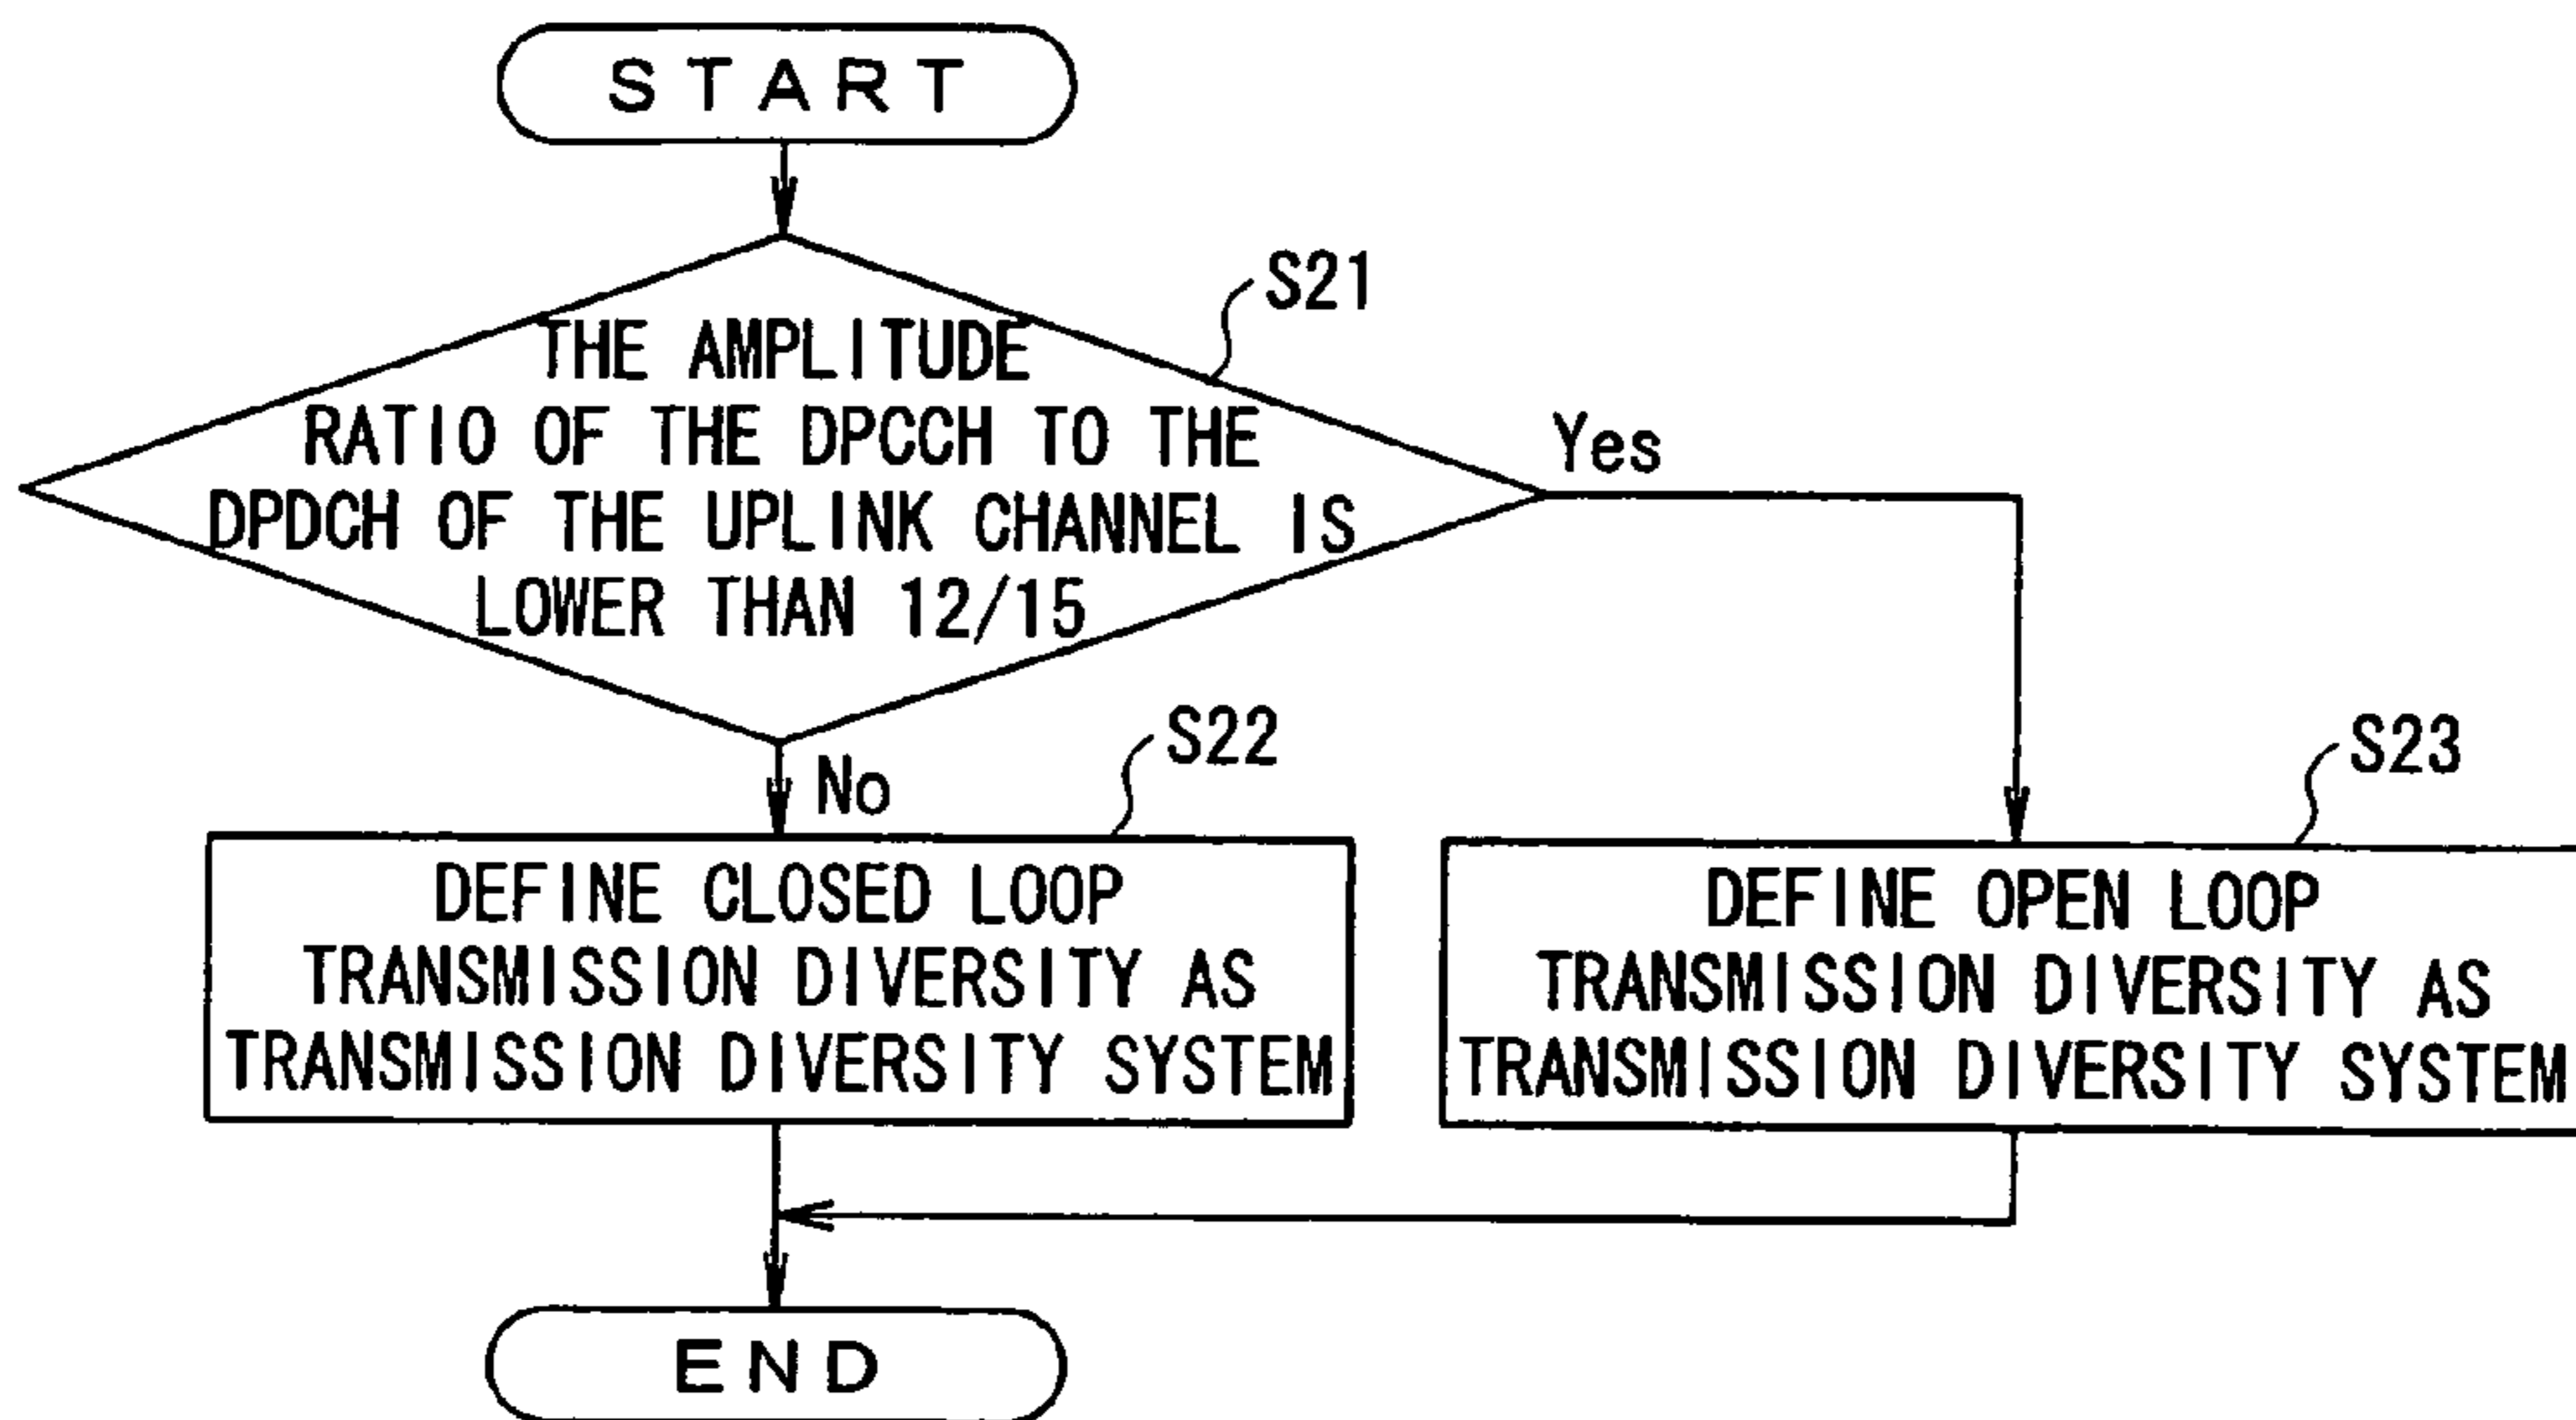 START
S21
THE AMPLITUDE
RATIO OF THE DPCCH TO THE
DPDCH OF THE UPLINK CHANNEL IS
LOWER THAN 12/15
Yes
No
S22
DEFINE CLOSED LOOP
TRANSMISSION DIVERSITY AS
TRANSMISSION DIVERSITY SYSTEM
S23
DEFINE OPEN LOOP
TRANSMISSION DIVERSITY AS
TRANSMISSION DIVERSITY SYSTEM
END